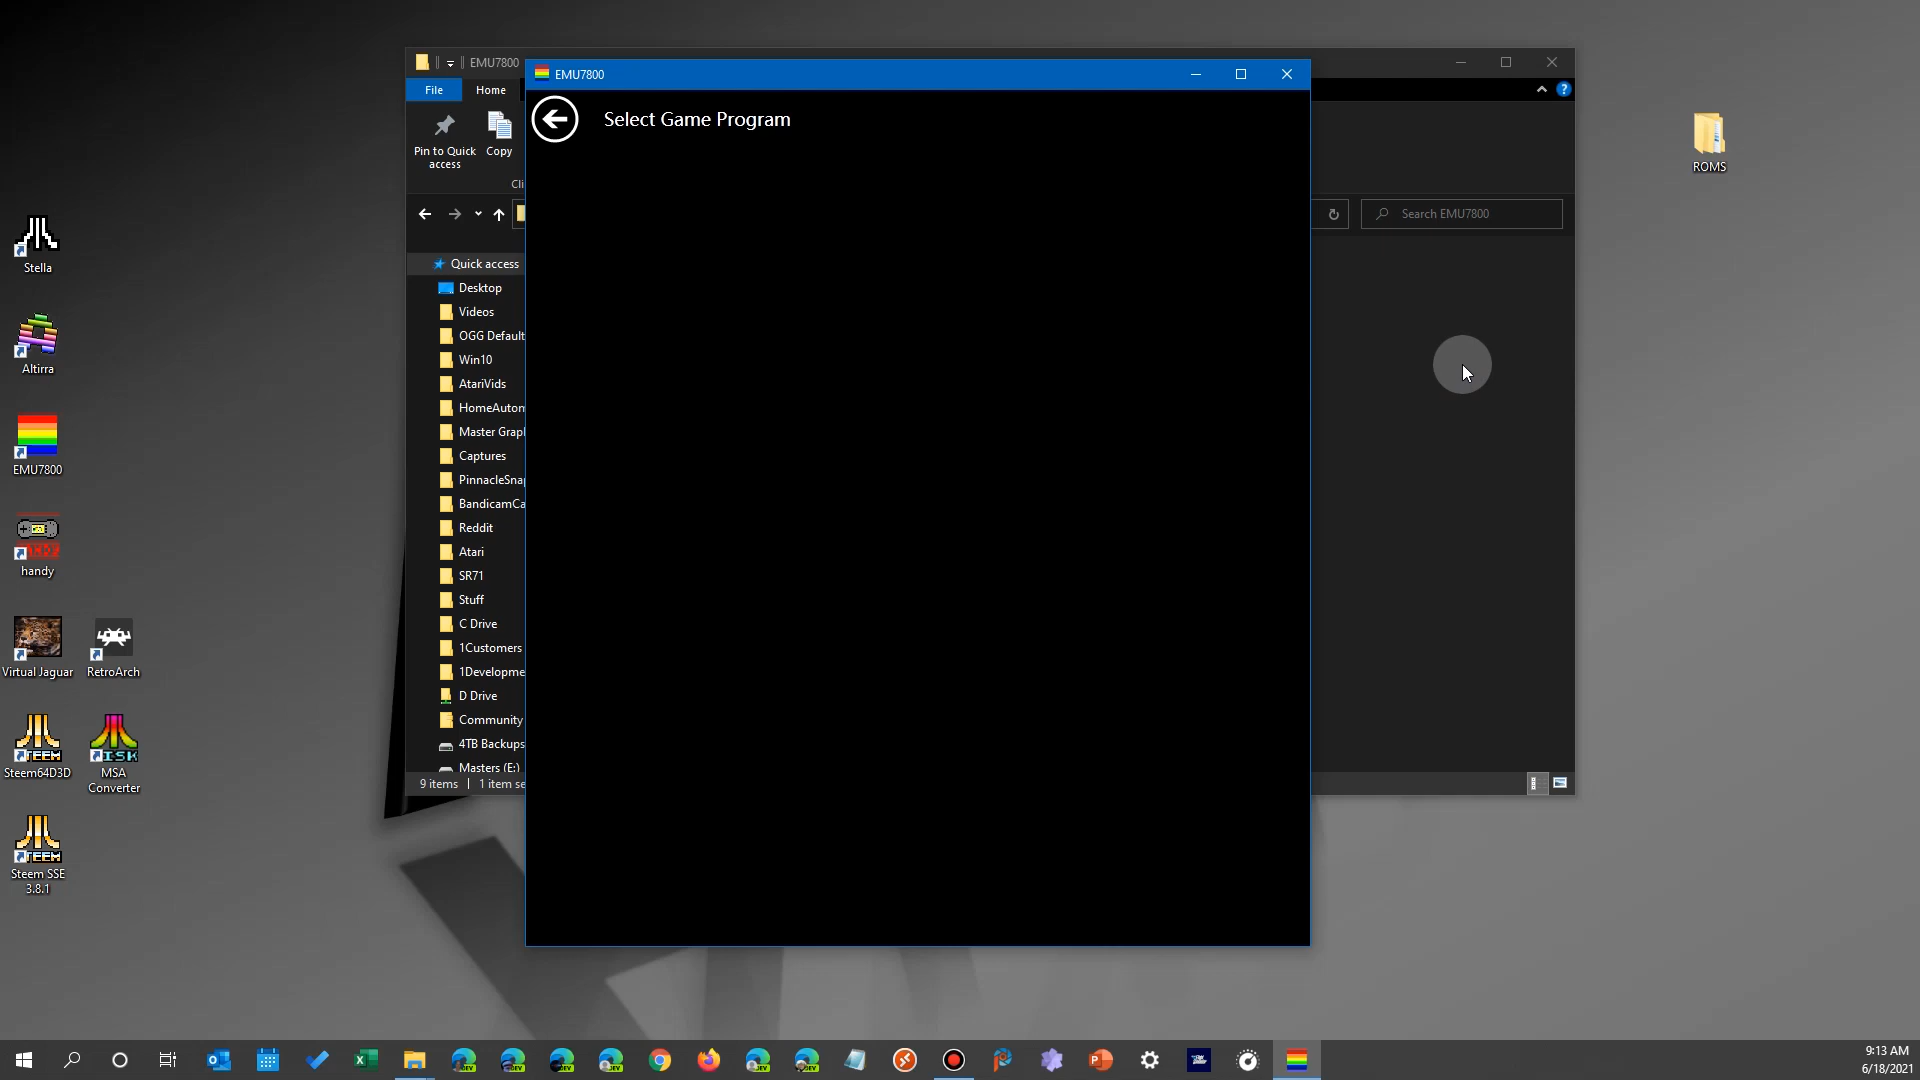 EMU7800
EMU7800
File
Home
Select Game Program
Pin to Quick
access
Copy
Search EMU7800
Quick access
Desktop
Videos
OGG Default
Win10
AtariVids
HomeAutom
Master Grap
Captures
PinnacleSna
BandicamCa
Reddit
Atari
SR71
Stuff
C Drive
1Customers
1Developme
D Drive
Community
4TB Backups
Masters (E:)
9 items
1 item se
ROMS
Stella
Altirra
EMU7800
handy
Virtual Jaguar
RetroArch
Steem64D3D
MSA
Converter
Steem SSE
3.8.1
9:13 AM
6/18/2021